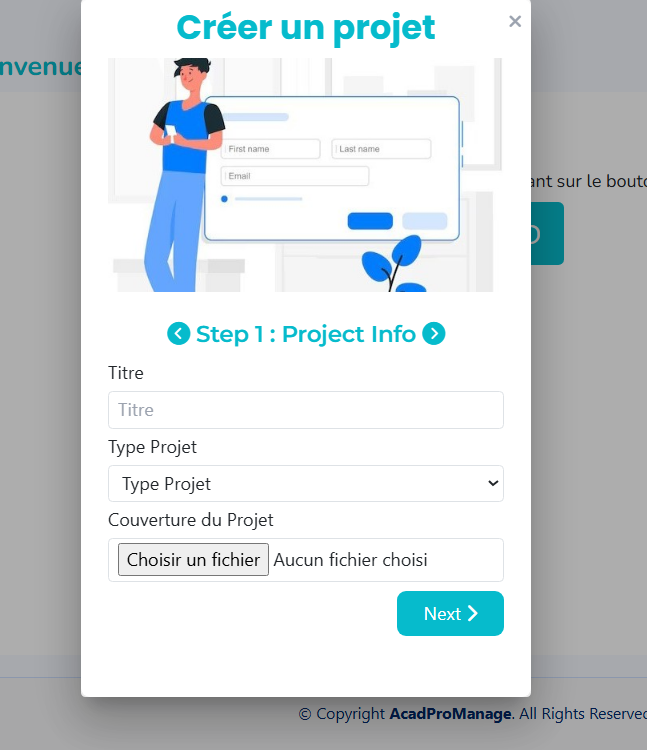 Créer un projet
×
nvenue
First name
Last name
Email
ant sur le bouto
Step 1 : Project Info
Titre
Titre
Type Projet
Type Projet
Couverture du Projet
Choisir un fichier Aucun fichier choisi
Next
© Copyright AcadProManage. All Rights Reserved